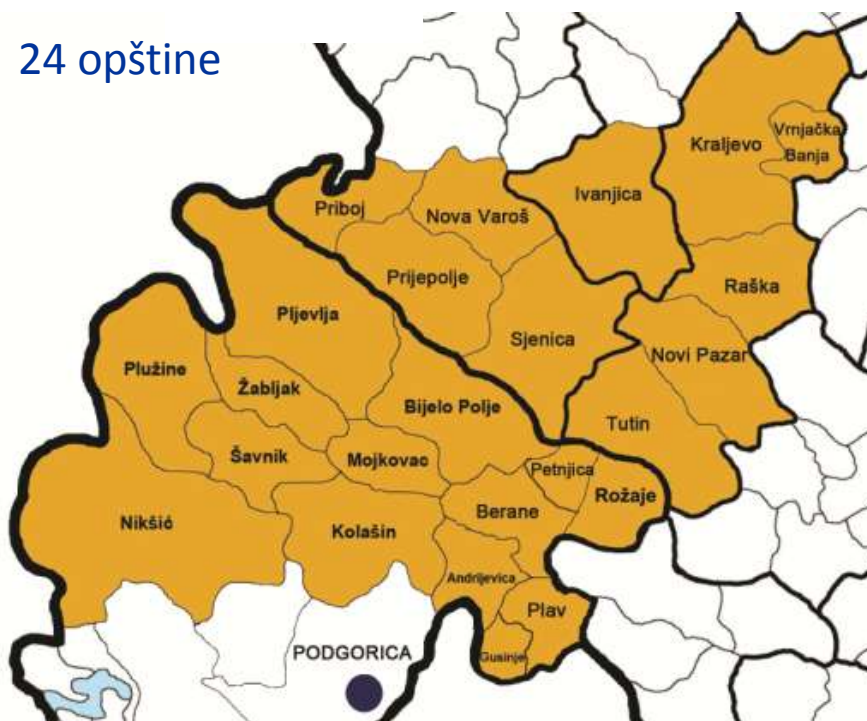 24 opštine
Kraljevo
Vrnjačka
Banja
Ivanjica
Priboj
Nova Varoš
Prijepolje
Raška
Pljevlja
Sjenica
Novi Pazar
Plužine
Žabljak
Bijelo Polje
Tutin
Šavnik
Mojkovac
Petnjica
Rožaje
Nikšić
Kolašin
Berane
Andrijevica
Plav
PODGORICA
Gusinje